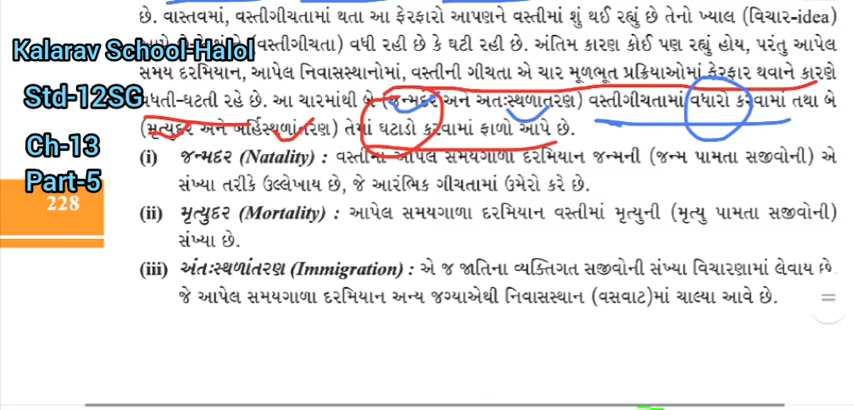 છે. વાસ્તવમાં, વસ્તીગીચતામાં થતા આ ફેરફારો આપણને વસ્તીમાં શું થઈ રહ્યું છે તેનો ખ્યાલ (વિચાર-idea)
Kalarav School-Halol
વસ્તીગીચતા) વધી રહી છે કે ઘટી રહી છે. અંતિમ કારણ કોઈ પણ રહ્યું હોય, પરંતુ આપેલ
સમય દરમિયાન, આપેલ નિવાસસ્થાનોમાં, વસ્તીની ગીચતા એ ચાર મૂળભૂત પ્રક્રિયાઓમાં ફેરફાર થવાને કારણે
Std-12SG
વધતી-ઘટતી રહે છે. આ ચારમાંથી બે (જન્મદર અને અંતઃસ્થળાતરણ) વસ્તીગીચતામાં વધારો કરવામાં તથા બે
(મૃત્યુદર અને બર્હિસ્થળાંતરણ) તેમાં ઘટાડો કરવામાં ફાળો આપે છે.
Ch-13
(i) જન્મદર (Natality) : વસ્તીમાં આપેલ સમયગાળા દરમિયાન જન્મની (જન્મ પામતા સજીવોની) એ
Part-5
સંખ્યા તરીકે ઉલ્લેખાય છે, જે આરંભિક ગીચતામાં ઉમેરો કરે છે.
228
(ii) મૃત્યુદર (Mortality) : આપેલ સમયગાળા દરમિયાન વસ્તીમાં મૃત્યુની (મૃત્યુ પામતા સજીવોની)
સંખ્યા છે.
(iii) અંતઃસ્થળાંતરણ (Immigration) : એ જ જાતિના વ્યક્તિગત સજીવોની સંખ્યા વિચારણામાં લેવાય છે
જે આપેલ સમયગાળા દરમિયાન અન્ય જગ્યાએથી નિવાસસ્થાન (વસવાટ)માં ચાલ્યા આવે છે.